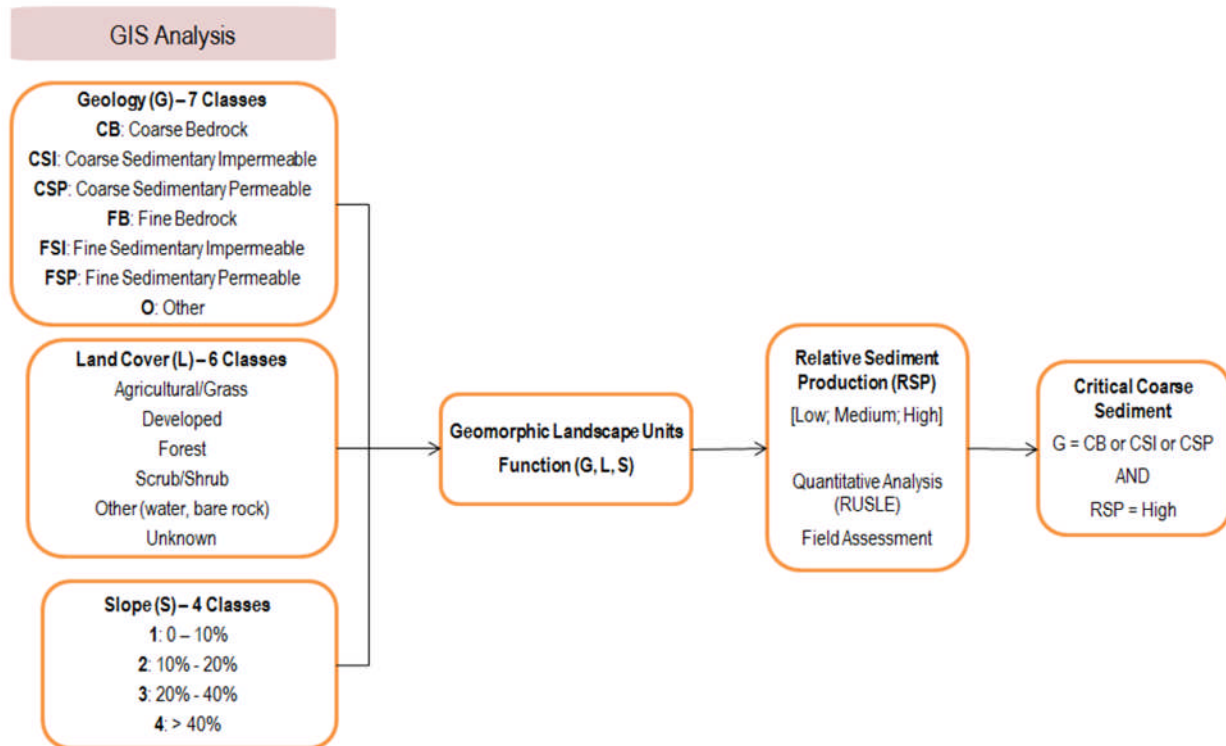 GIS Analysis
Geology (G) – 7 Classes
CB: Coarse Bedrock
CSI: Coarse Sedimentary Impermeable
CSP: Coarse Sedimentary Permeable
FB: Fine Bedrock
FSI: Fine Sedimentary Impermeable
FSP: Fine Sedimentary Permeable
O: Other
Land Cover (L) – 6 Classes
Agricultural/Grass
Developed
Forest
Scrub/Shrub
Other (water, bare rock)
Unknown
Slope (S) – 4 Classes
1: 0 – 10%
2: 10% - 20%
3: 20% - 40%
4: > 40%
Geomorphic Landscape Units
Function (G, L, S)
Relative Sediment
Production (RSP)
[Low; Medium; High]
Quantitative Analysis
(RUSLE)
Field Assessment
Critical Coarse
Sediment
G = CB or CSI or CSP
AND
RSP = High